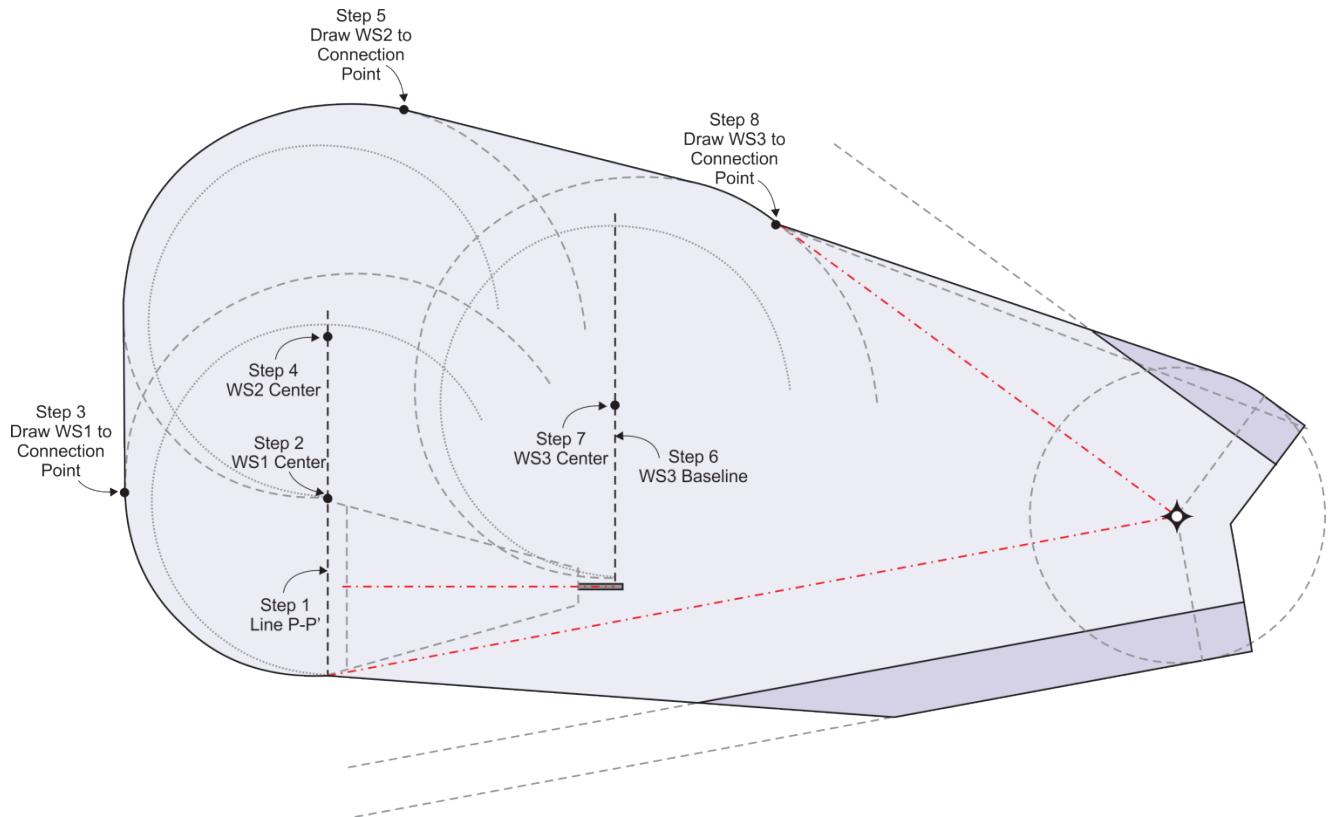 Step 5
Draw WS2 to
Connection
Point
Step 8
Draw WS3 to
Connection
Point
Step 4
WS2 Center
Step 3
Draw WS1 to
Connection
Point
Step 2
WS1 Center
Step 7
WS3 Center
Step 6
WS3 Baseline
Step 1
Line P-P'